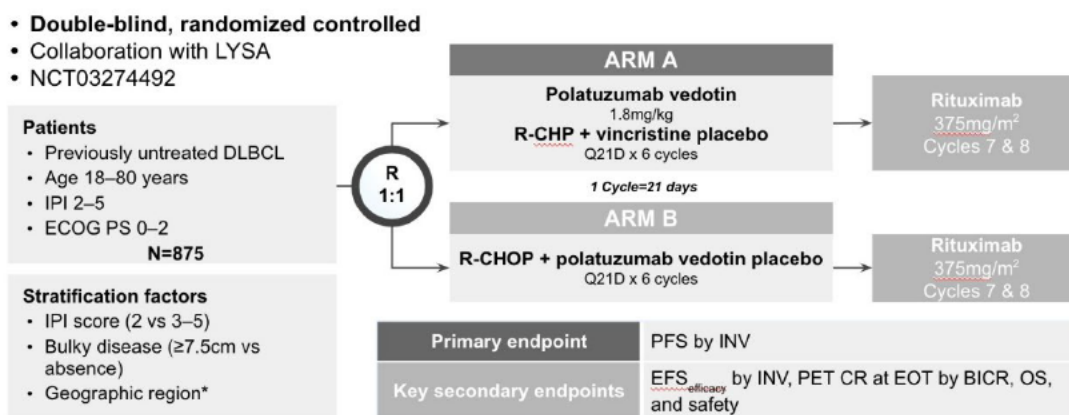 • Double-blind, randomized controlled
• Collaboration with LYSA
• NCT03274492
Patients
• Previously untreated DLBCL
• Age 18–80 years
• IPI 2–5
• ECOG PS 0–2
N=875
Stratification factors
• IPI score (2 vs 3–5)
• Bulky disease (≥7.5cm vs
absence)
• Geographic region*
R
1:1
ARM A
Polatuzumab vedotin
1.8mg/kg
R-CHP + vincristine placebo
Q21D x 6 cycles
Rituximab
375mg/m²
Cycles 7 & 8
1 Cycle=21 days
ARM B
R-CHOP + polatuzumab vedotin placebo
Q21D x 6 cycles
Rituximab
375mg/m²
Cycles 7 & 8
Primary endpoint
PFS by INV
Key secondary endpoints
EFSefficacy by INV, PET CR at EOT by BICR, OS,
and safety